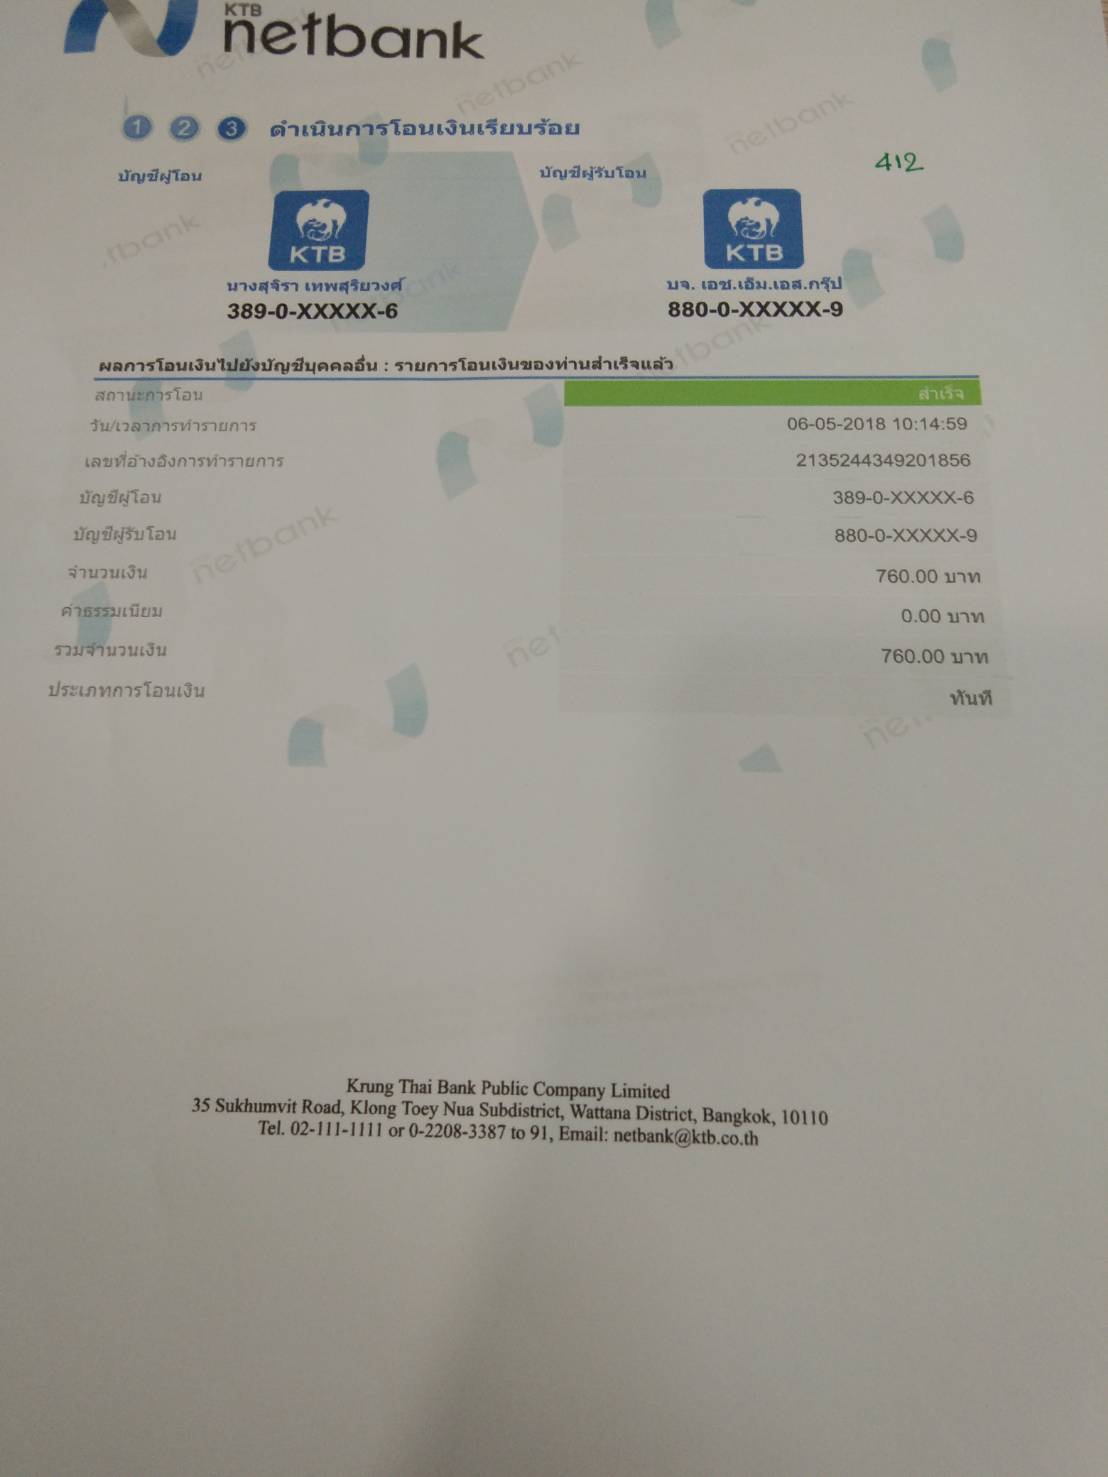 KTB
netbank
1 2 3 ดำเนินการโอนเงินเรียบร้อย
412
บัญชีผู้โอน
บัญชีผู้รับโอน
KTB
KTB
นางสุจิรา เทพสุริยวงศ์
บจ. เอช.เอ็ม.เอส.กรุ๊ป
389-0-XXXXX-6
880-0-XXXXX-9
ผลการโอนเงินไปยังบัญชีบุคคลอื่น : รายการโอนเงินของท่านสำเร็จแล้ว
สถานะการโอน สำเร็จ
วัน/เวลาการทำรายการ 06-05-2018 10:14:59
เลขที่อ้างอิงการทำรายการ 2135244349201856
บัญชีผู้โอน 389-0-XXXXX-6
บัญชีผู้รับโอน 880-0-XXXXX-9
จำนวนเงิน 760.00 บาท
ค่าธรรมเนียม 0.00 บาท
รวมจำนวนเงิน 760.00 บาท
ประเภทการโอนเงิน ทันที
Krung Thai Bank Public Company Limited
35 Sukhumvit Road, Klong Toey Nua Subdistrict, Wattana District, Bangkok, 10110
Tel. 02-111-1111 or 0-2208-3387 to 91, Email: netbank@ktb.co.th